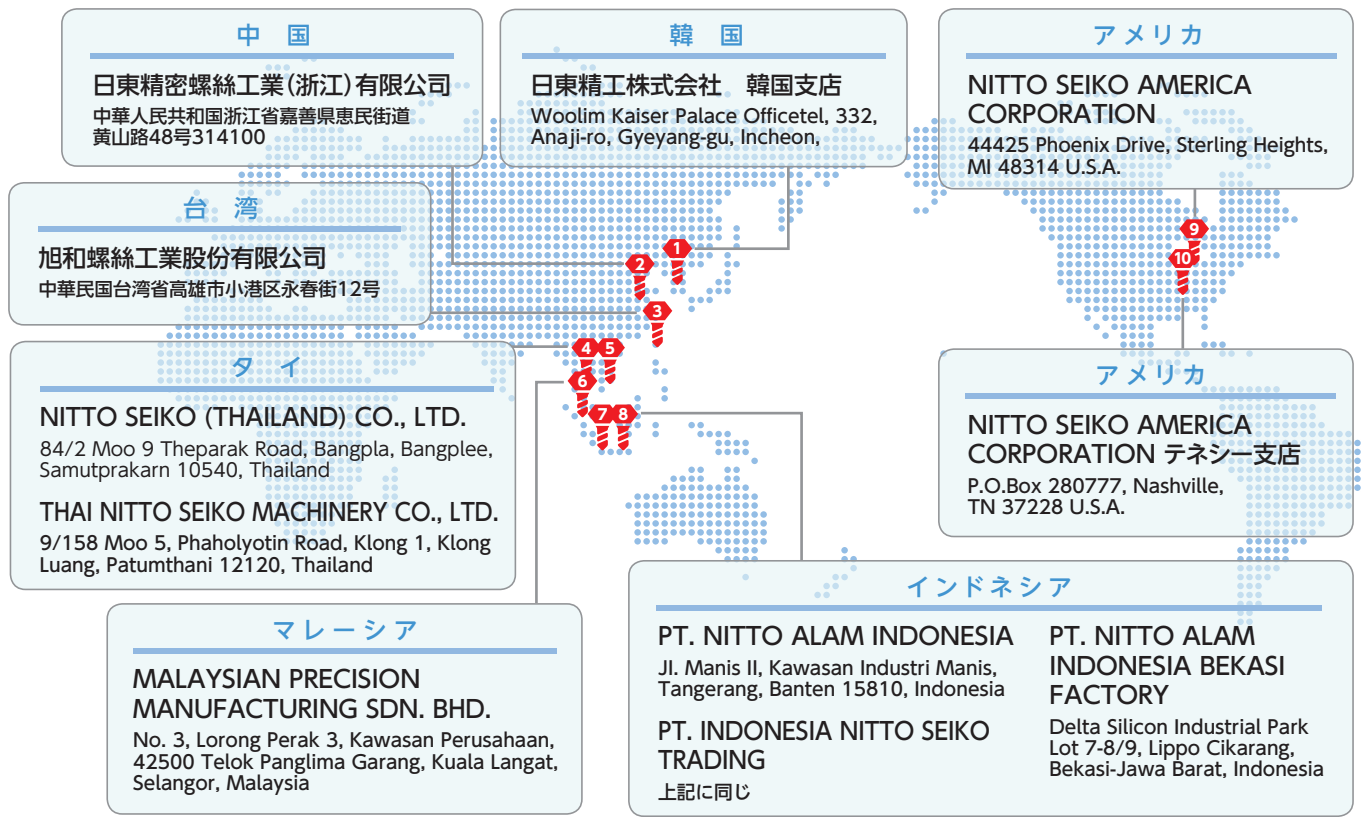 中 国
日東精密螺絲工業(浙江)有限公司
中華人民共和国浙江省嘉善県恵民街道
黄山路48号314100
韓 国
日東精工株式会社 韓国支店
Woolim Kaiser Palace Officetel, 332,
Anaji-ro, Gyeyang-gu, Incheon,
アメリカ
NITTO SEIKO AMERICA
CORPORATION
44425 Phoenix Drive, Sterling Heights,
MI 48314 U.S.A.
台 湾
旭和螺絲工業股份有限公司
中華民国台湾省高雄市小港区永春街12号
1
2
3
4
5
6
7
8
9
10
タ イ
NITTO SEIKO (THAILAND) CO., LTD.
84/2 Moo 9 Theparak Road, Bangpla, Bangplee,
Samutprakarn 10540, Thailand
THAI NITTO SEIKO MACHINERY CO., LTD.
9/158 Moo 5, Phaholyotin Road, Klong 1, Klong
Luang, Patumthani 12120, Thailand
アメリカ
NITTO SEIKO AMERICA
CORPORATION テネシー支店
P.O.Box 280777, Nashville,
TN 37228 U.S.A.
マレーシア
MALAYSIAN PRECISION
MANUFACTURING SDN. BHD.
No. 3, Lorong Perak 3, Kawasan Perusahaan,
42500 Telok Panglima Garang, Kuala Langat,
Selangor, Malaysia
インドネシア
PT. NITTO ALAM INDONESIA
Jl. Manis II, Kawasan Industri Manis,
Tangerang, Banten 15810, Indonesia
PT. INDONESIA NITTO SEIKO
TRADING
上記に同じ
PT. NITTO ALAM
INDONESIA BEKASI
FACTORY
Delta Silicon Industrial Park
Lot 7-8/9, Lippo Cikarang,
Bekasi-Jawa Barat, Indonesia